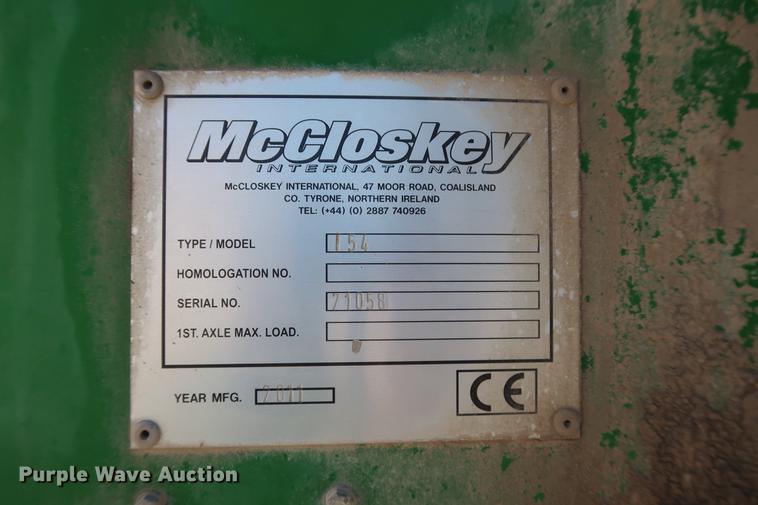 McCloskey
INTERNATIONAL
McCLOSKEY INTERNATIONAL, 47 MOOR ROAD, COALISLAND
CO. TYRONE, NORTHERN IRELAND
TEL: (+44) (0) 2887 740926
TYPE / MODEL
HOMOLOGATION NO.
SERIAL NO. 71058
1ST. AXLE MAX. LOAD.
YEAR MFG. 2011
CE
Purple Wave Auction